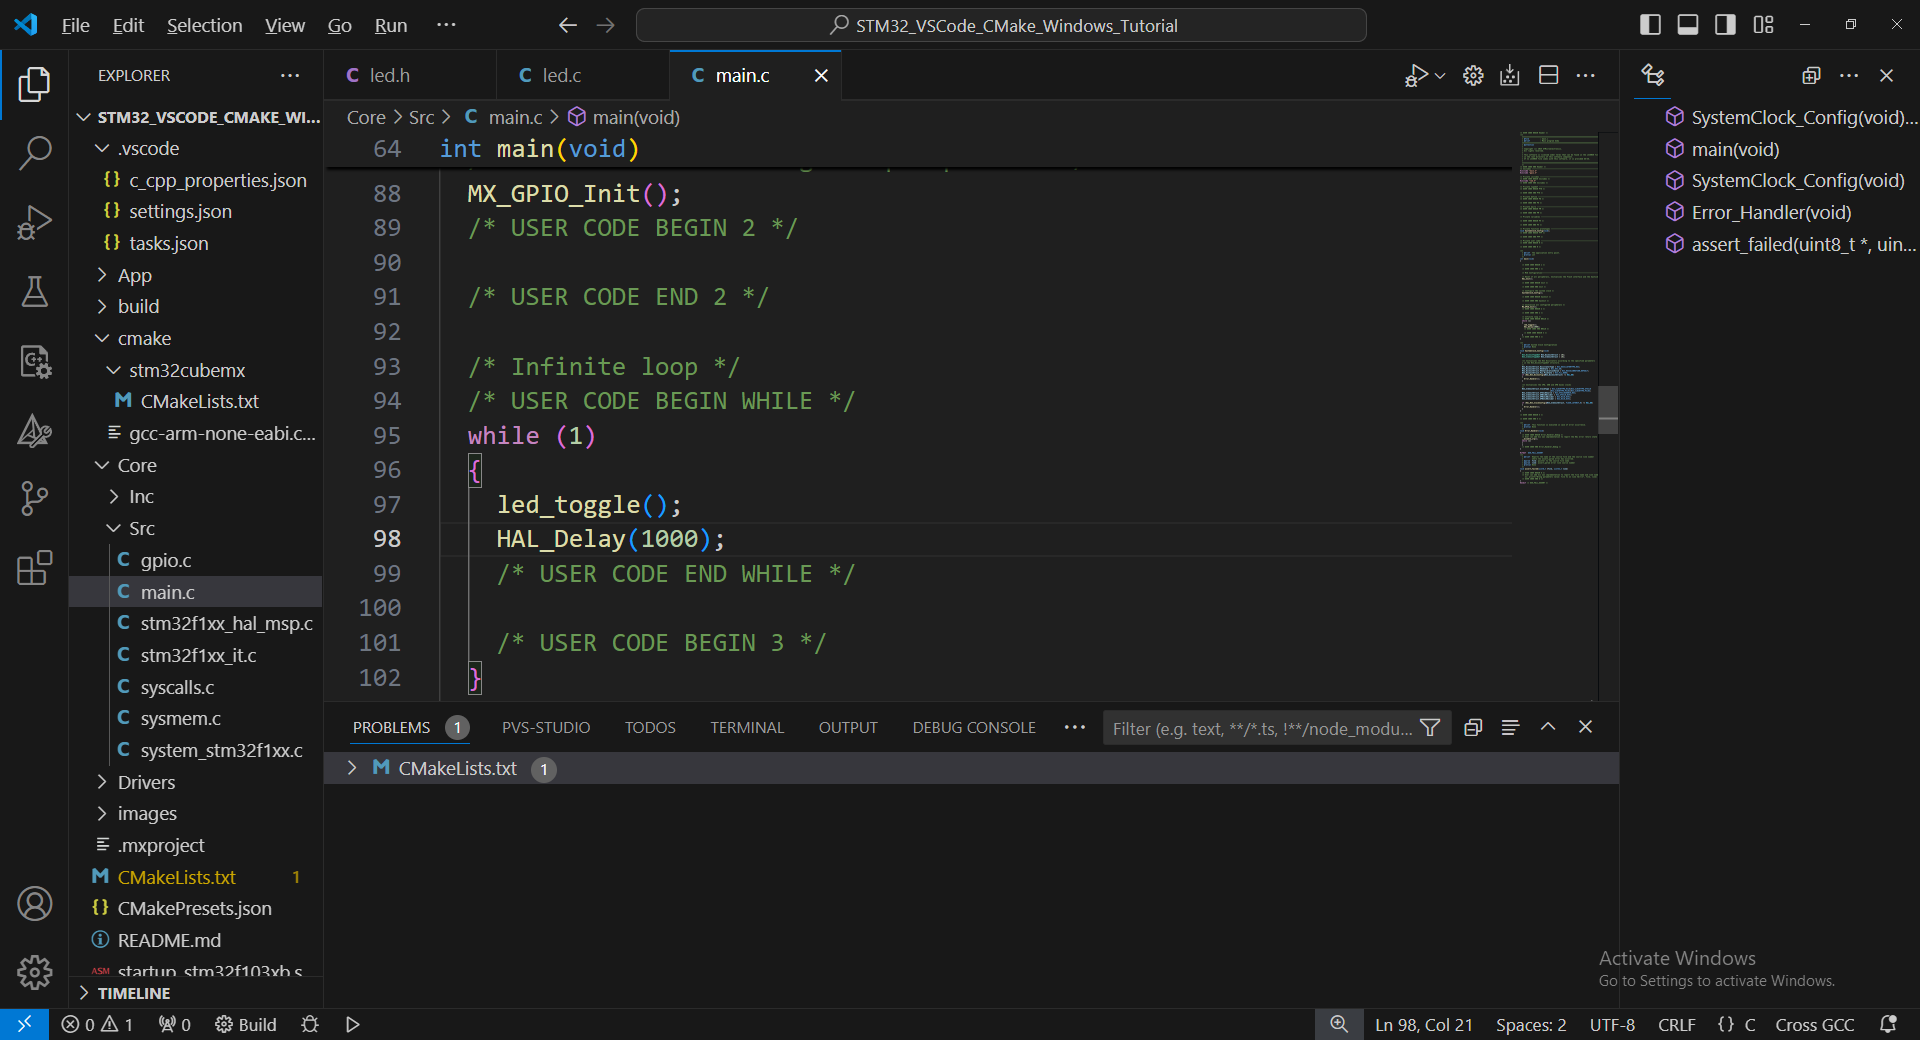 File Edit Selection View Go Run ··· STM32_VSCode_CMake_Windows_Tutorial
EXPLORER ···
STM32_VSCODE_CMAKE_WI...
.vscode
{} c_cpp_properties.json
{} settings.json
{} tasks.json
App
build
cmake
stm32cubemx
M CMakeLists.txt
gcc-arm-none-eabi.c...
Core
Inc
Src
C gpio.c
C main.c
C stm32f1xx_hal_msp.c
C stm32f1xx_it.c
C syscalls.c
C sysmem.c
C system_stm32f1xx.c
Drivers
images
.mxproject
M CMakeLists.txt 1
{} CMakePresets.json
README.md
ASM startup_stm32f103xb.s
TIMELINE
C led.h C led.c C main.c
Core > Src > C main.c > main(void)
64 int main(void)
88 MX_GPIO_Init();
89 /* USER CODE BEGIN 2 */
90
91 /* USER CODE END 2 */
92
93 /* Infinite loop */
94 /* USER CODE BEGIN WHILE */
95 while (1)
96 {
97 led_toggle();
98 HAL_Delay(1000);
99 /* USER CODE END WHILE */
100
101 /* USER CODE BEGIN 3 */
102 }
SystemClock_Config(void)...
main(void)
SystemClock_Config(void)
Error_Handler(void)
assert_failed(uint8_t *, uin...
PROBLEMS 1 PVS-STUDIO TODOS TERMINAL OUTPUT DEBUG CONSOLE ··· Filter (e.g. text, **/*.ts, !**/node_modu...
M CMakeLists.txt 1
Activate Windows
Go to Settings to activate Windows.
0 1 0 Build Ln 98, Col 21 Spaces: 2 UTF-8 CRLF {} C Cross GCC